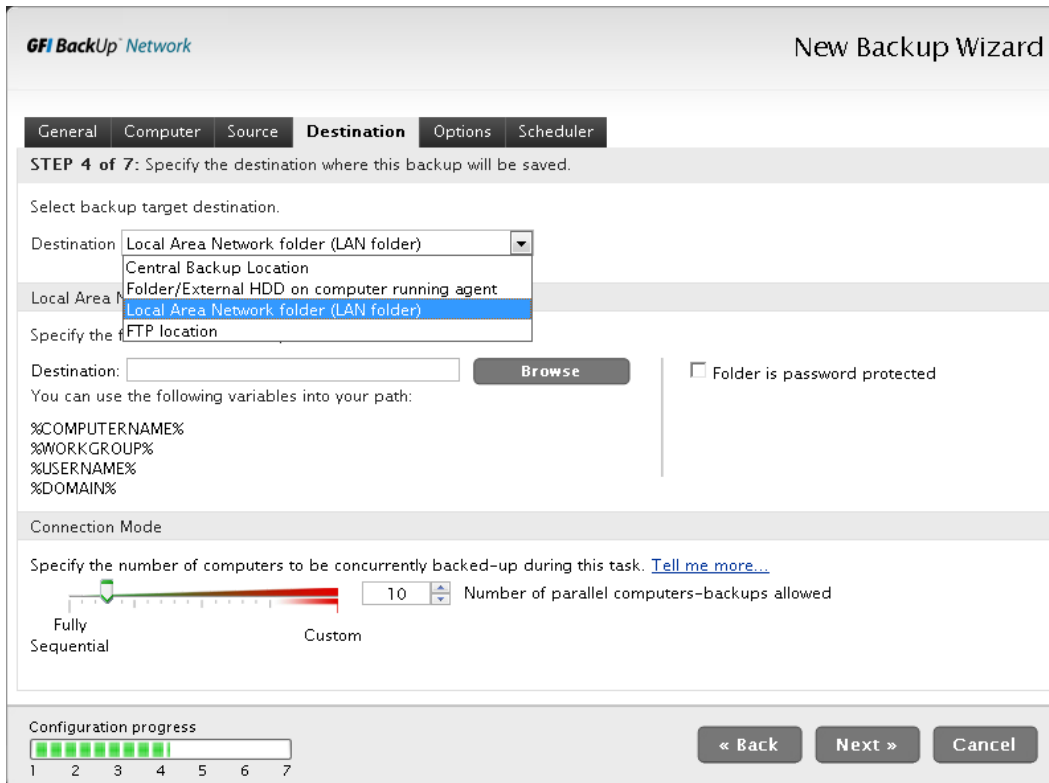 GFI BackUp™ Network
New Backup Wizard
General Computer Source Destination Options Scheduler
STEP 4 of 7: Specify the destination where this backup will be saved.
Select backup target destination.
Destination Local Area Network folder (LAN folder)
Central Backup Location
Folder/External HDD on computer running agent
Local Area Network folder (LAN folder)
FTP location
Local Area
Specify the
Destination: Browse
Folder is password protected
You can use the following variables into your path:
%COMPUTERNAME%
%WORKGROUP%
%USERNAME%
%DOMAIN%
Connection Mode
Specify the number of computers to be concurrently backed-up during this task. Tell me more...
10 Number of parallel computers-backups allowed
Fully
Sequential
Custom
Configuration progress
1 2 3 4 5 6 7
« Back Next » Cancel